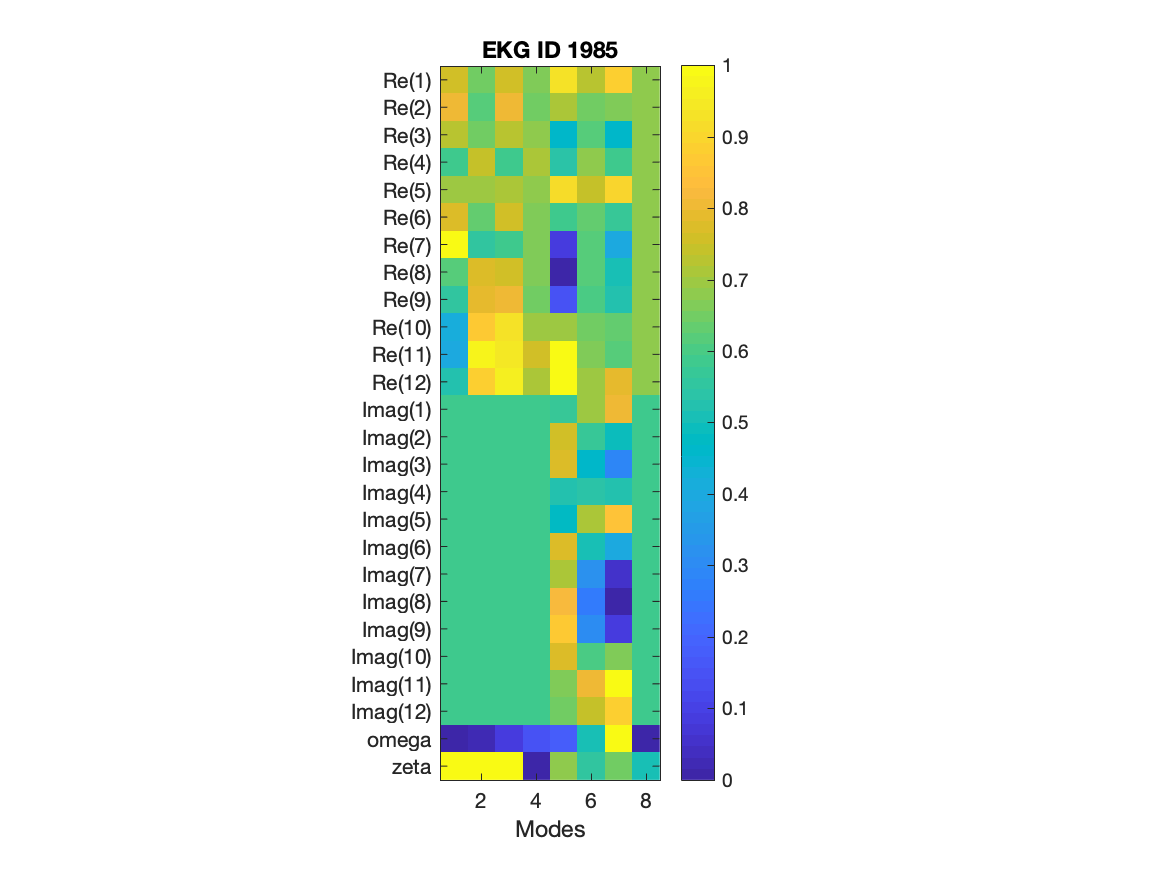 EKG ID 1985
Re(1)
Re(2)
Re(3)
Re(4)
Re(5)
Re(6)
Re(7)
Re(8)
Re(9)
Re(10)
Re(11)
Re(12)
Imag(1)
Imag(2)
Imag(3)
Imag(4)
Imag(5)
Imag(6)
Imag(7)
Imag(8)
Imag(9)
Imag(10)
Imag(11)
Imag(12)
omega
zeta
2 4 6 8
Modes
1
0.9
0.8
0.7
0.6
0.5
0.4
0.3
0.2
0.1
0